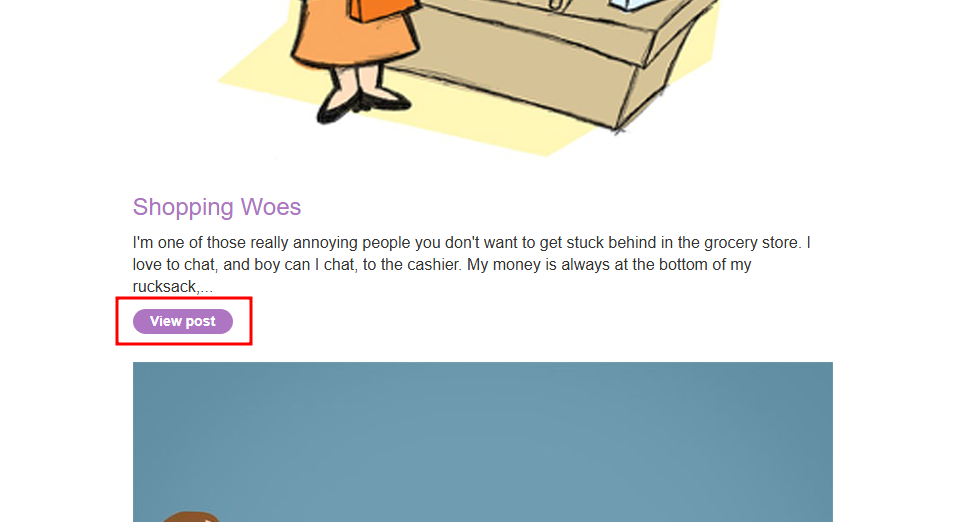 Shopping Woes
I'm one of those really annoying people you don't want to get stuck behind in the grocery store. I
love to chat, and boy can I chat, to the cashier. My money is always at the bottom of my
rucksack,...
View post